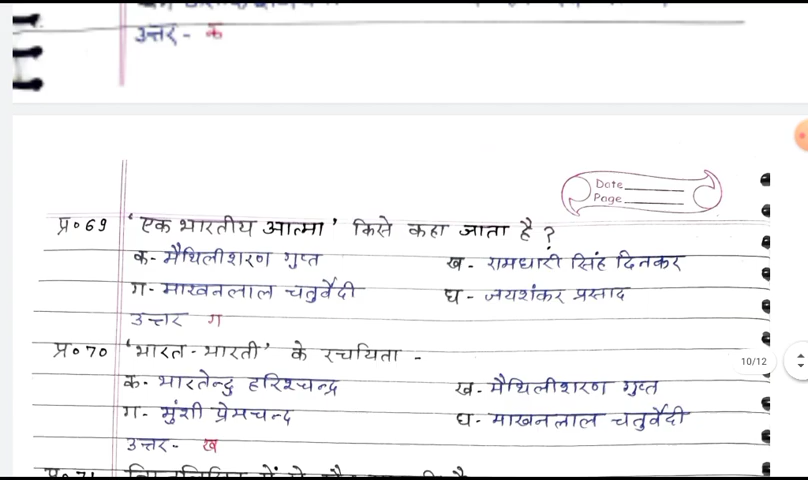 उत्तर - क
Date
Page
प्र॰69 'एक भारतीय आत्मा' किसे कहा जाता है ?
क- मैथिलीशरण गुप्त ख- रामधारी सिंह दिनकर
ग- माखनलाल चतुर्वेदी घ- जयशंकर प्रसाद
उत्तर ग
प्र॰70 'भारत-भारती' के रचयिता -
10/12
क- भारतेन्दु हरिश्चन्द्र ख- मैथिलीशरण गुप्त
ग- मुंशी प्रेमचन्द घ- माखनलाल चतुर्वेदी
उत्तर- ख